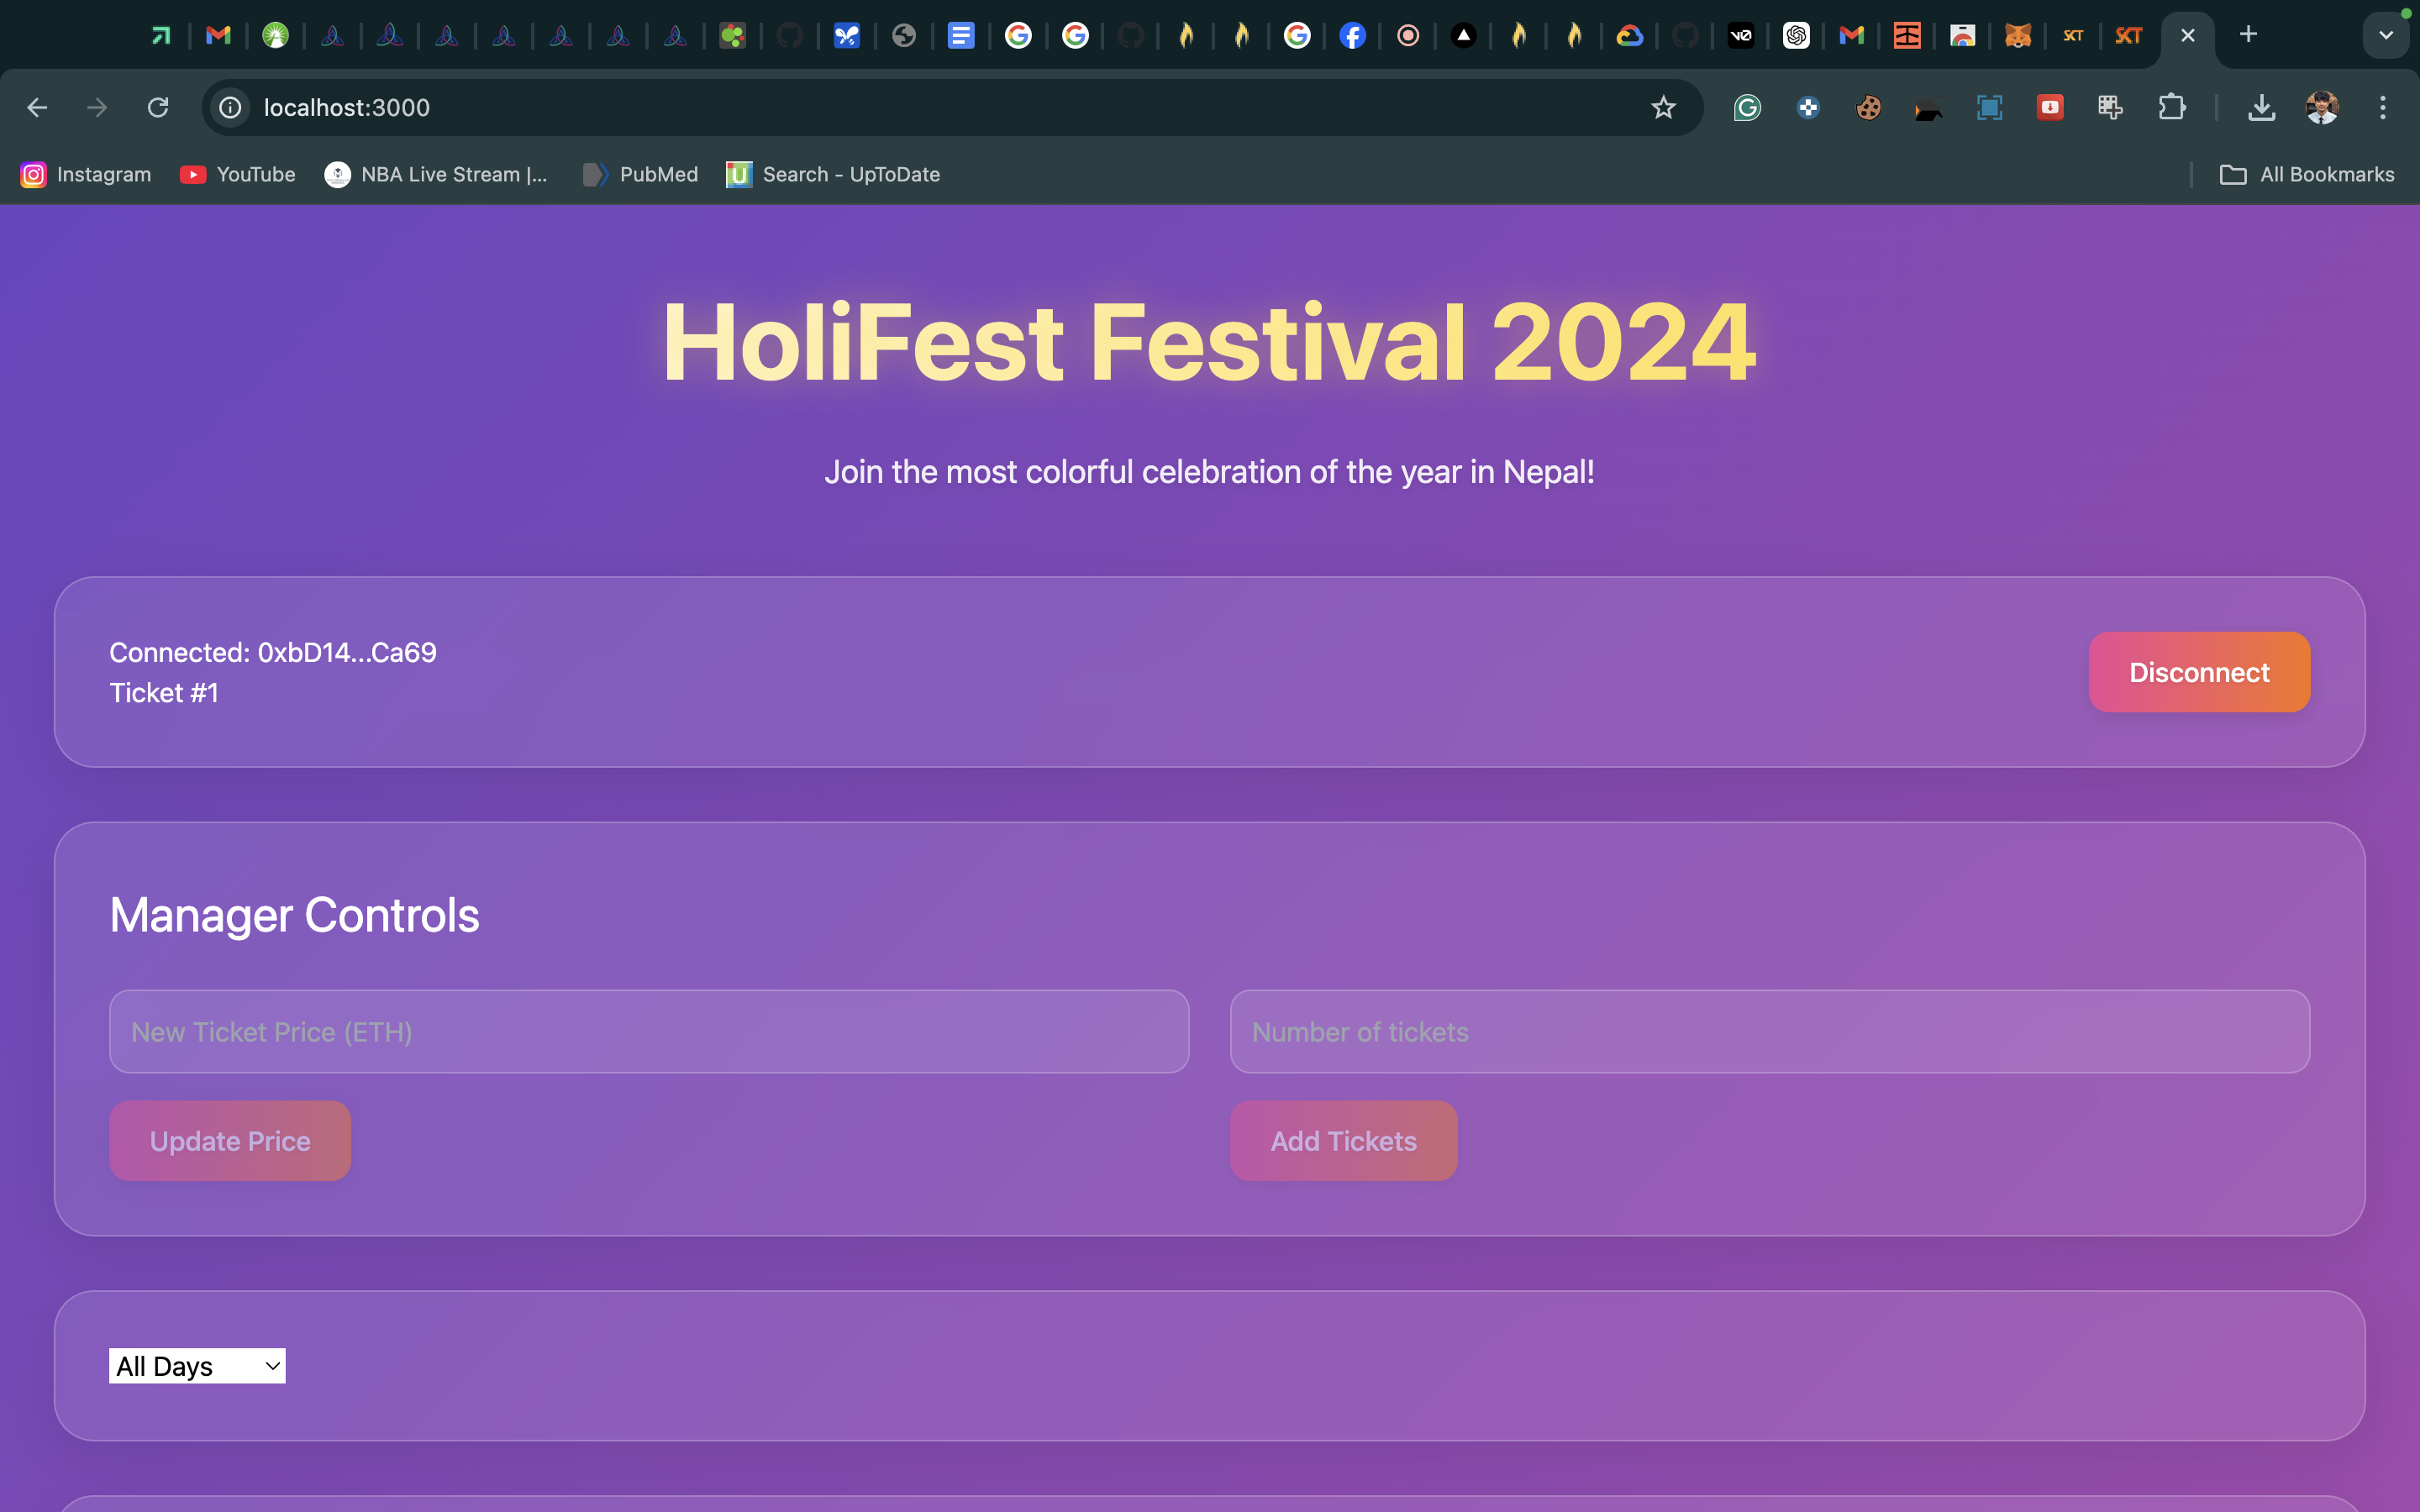 localhost:3000
Instagram
YouTube
NBA Live Stream |...
PubMed
Search - UpToDate
All Bookmarks
HoliFest Festival 2024
Join the most colorful celebration of the year in Nepal!
Connected: 0xbD14...Ca69
Ticket #1
Disconnect
Manager Controls
New Ticket Price (ETH)
Number of tickets
Update Price
Add Tickets
All Days